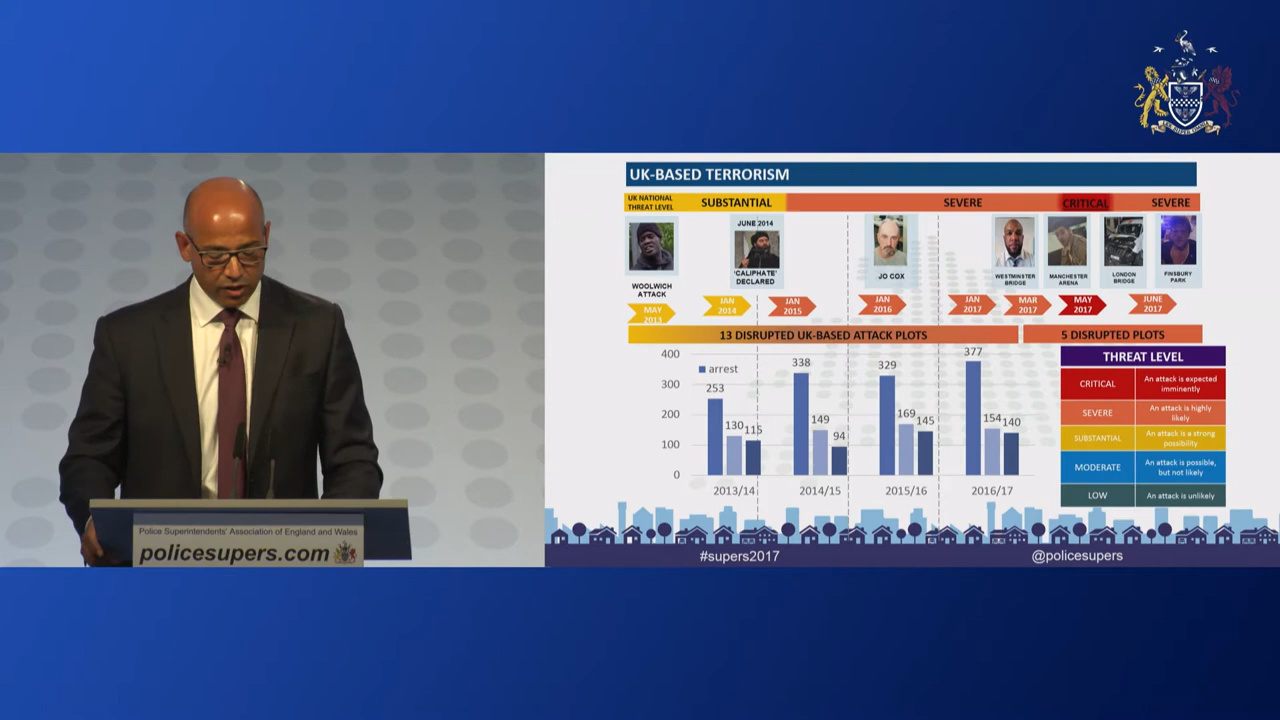 UK-BASED TERRORISM
UK NATIONAL
THREAT LEVEL
SUBSTANTIAL
SEVERE
CRITICAL
SEVERE
JUNE 2014
'CALIPHATE'
DECLARED
JO COX
WESTMINSTER
BRIDGE
MANCHESTER
ARENA
LONDON
BRIDGE
FINSBURY
PARK
WOOLWICH
ATTACK
MAY
2013
JAN
2014
JAN
2015
JAN
2016
JAN
2017
MAR
2017
MAY
2017
JUNE
2017
13 DISRUPTED UK-BASED ATTACK PLOTS
5 DISRUPTED PLOTS
400
300
200
100
0
arrest
253
130
115
338
149
94
329
169
145
377
154
140
2013/14
2014/15
2015/16
2016/17
THREAT LEVEL
CRITICAL
An attack is expected
imminently
SEVERE
An attack is highly
likely
SUBSTANTIAL
An attack is a strong
possibility
MODERATE
An attack is possible,
but not likely
LOW
An attack is unlikely
#supers2017
@policesupers
Police Superintendents' Association of England and Wales
policesupers.com